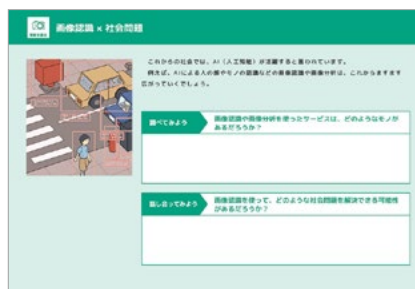 画像認識 × 社会問題
これからの社会では、AI（人工知能）が活躍すると言われています。
例えば、AIによる人の顔やモノの認識などの画像認識や画像分析は、これからますます
広がっていくでしょう。
調べてみよう
画像認識や画像分析を使ったサービスは、どのようなモノが
あるだろうか？
話し合ってみよう
画像認識を使って、どのような社会問題を解決できる可能性
があるだろうか？